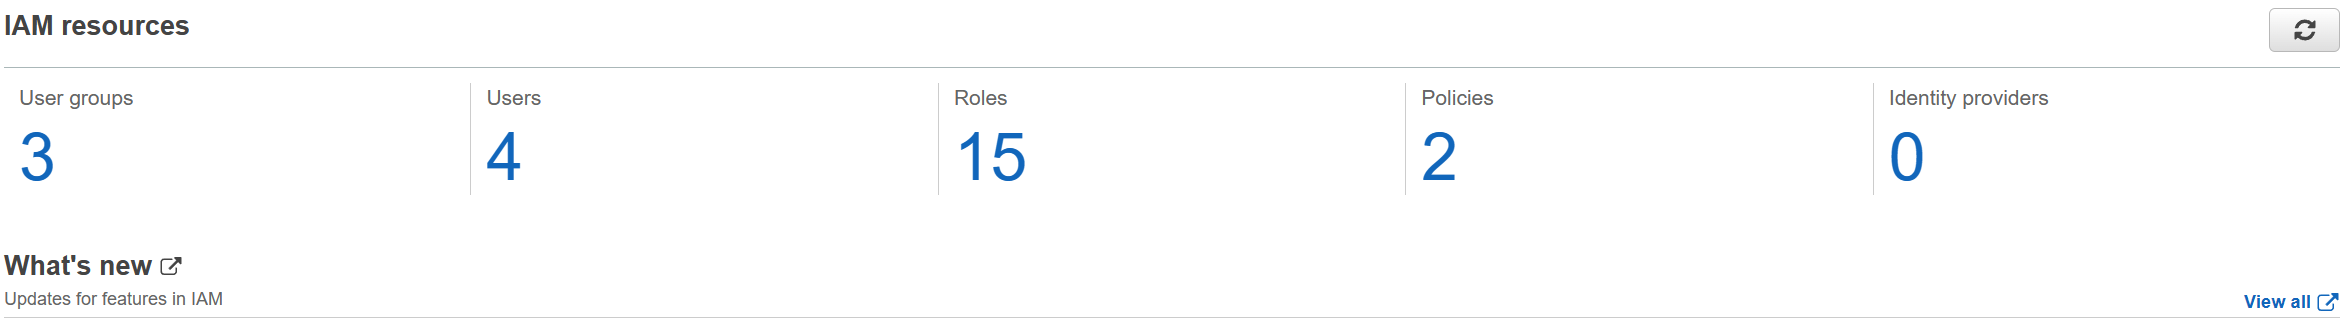 IAM resources
User groups
3
Users
4
Roles
15
Policies
2
Identity providers
0
What's new
Updates for features in IAM
View all